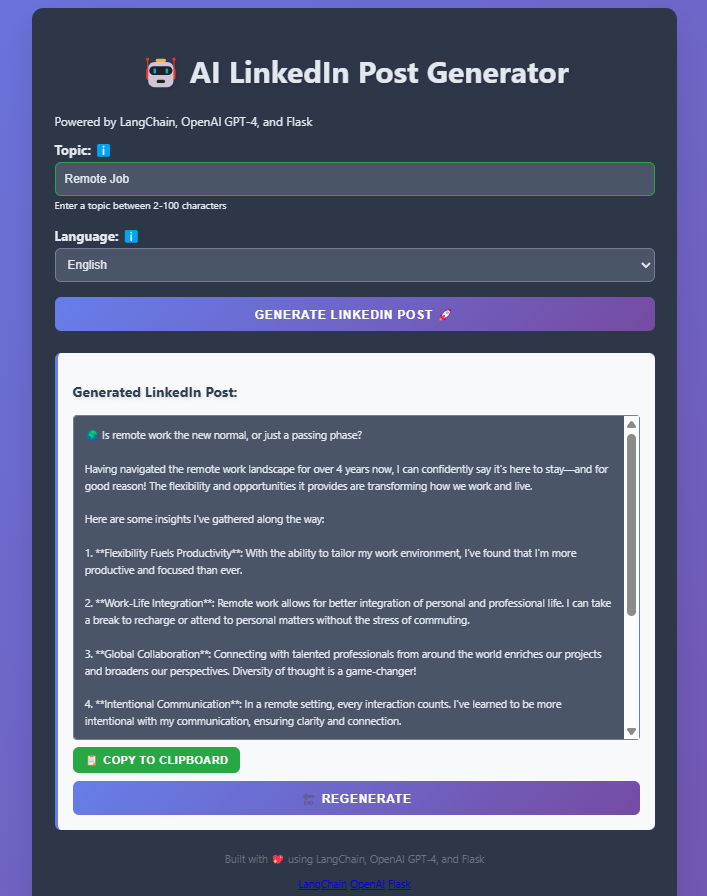 AI LinkedIn Post Generator
Powered by LangChain, OpenAI GPT-4, and Flask
Topic:
Remote Job
Enter a topic between 2-100 characters
Language:
English
GENERATE LINKEDIN POST 🚀
Generated LinkedIn Post:
🌍 Is remote work the new normal, or just a passing phase?
Having navigated the remote work landscape for over 4 years now, I can confidently say it's here to stay—and for
good reason! The flexibility and opportunities it provides are transforming how we work and live.
Here are some insights I've gathered along the way:
1. **Flexibility Fuels Productivity**: With the ability to tailor my work environment, I've found that I'm more
productive and focused than ever.
2. **Work-Life Integration**: Remote work allows for better integration of personal and professional life. I can take
a break to recharge or attend to personal matters without the stress of commuting.
3. **Global Collaboration**: Connecting with talented professionals from around the world enriches our projects
and broadens our perspectives. Diversity of thought is a game-changer!
4. **Intentional Communication**: In a remote setting, every interaction counts. I've learned to be more
intentional with my communication, ensuring clarity and connection.
📋 COPY TO CLIPBOARD
REGENERATE
Built with 💖 using LangChain, OpenAI GPT-4, and Flask
LangChain OpenAI Flask